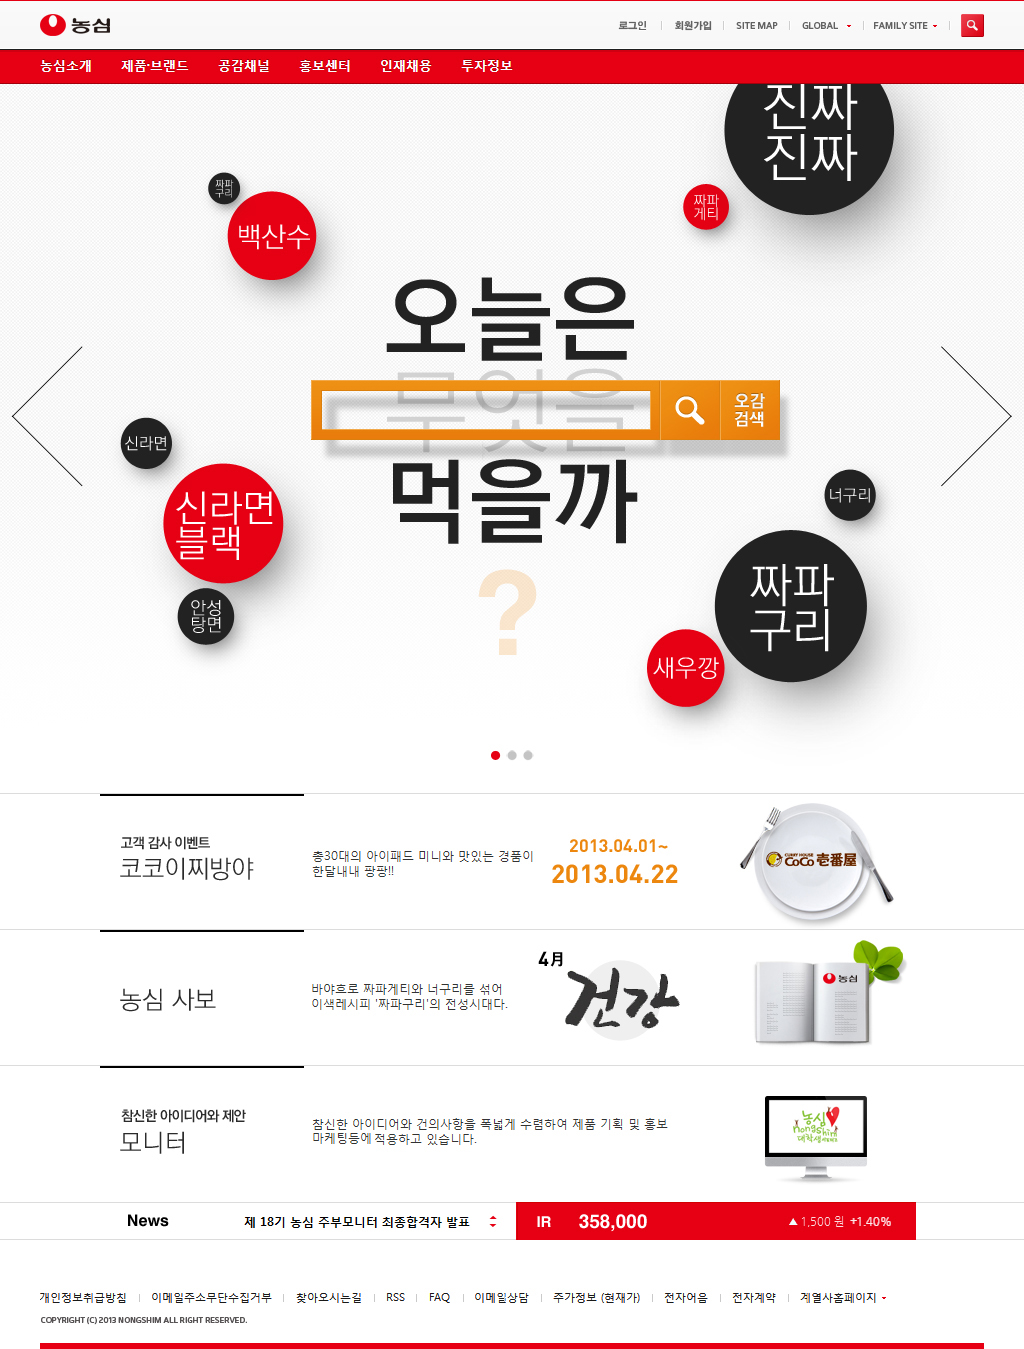 농심
로그인
회원가입
SITE MAP
GLOBAL
FAMILY SITE
농심소개
제품·브랜드
공감채널
홍보센터
인재채용
투자정보
진짜
진짜
짜파
구리
백산수
짜파
게티
오늘은
무엇을
오감
검색
먹을까
?
신라면
신라면
블랙
안성
탕면
너구리
짜파
구리
새우깡
고객 감사 이벤트
코코이찌방야
총30대의 아이패드 미니와 맛있는 경품이
한달내내 팡팡!!
2013.04.01~
2013.04.22
CURRY HOUSE
CoCo 壱番屋
농심 사보
바야흐로 짜파게티와 너구리를 섞어
이색레시피 '짜파구리'의 전성시대다.
4月
건강
농심
참신한 아이디어와 제안
모니터
참신한 아이디어와 건의사항을 폭넓게 수렴하여 제품 기획 및 홍보
마케팅등에 적용하고 있습니다.
농심
Nongshim
News
제 18기 농심 주부모니터 최종합격자 발표
IR
358,000
▲ 1,500 원 +1.40%
개인정보취급방침
이메일주소무단수집거부
찾아오시는길
RSS
FAQ
이메일상담
주가정보 (현재가)
전자어음
전자계약
계열사홈페이지
COPYRIGHT (C) 2013 NONGSHIM ALL RIGHT RESERVED.